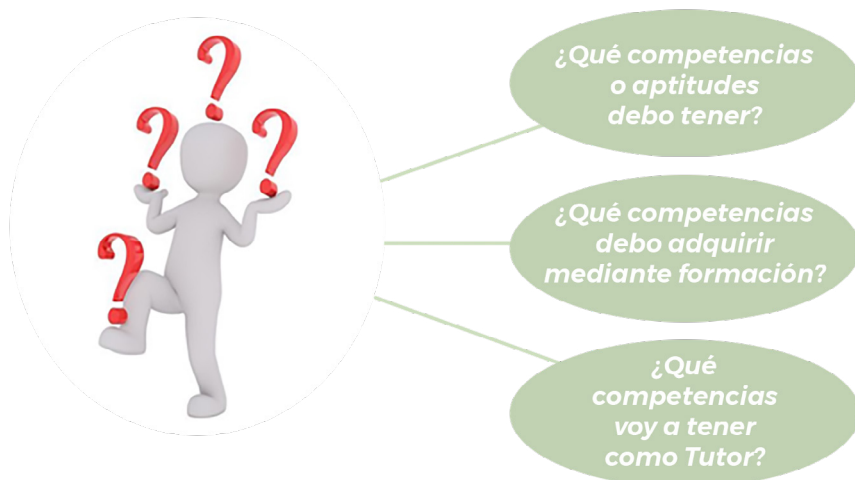 ¿Qué competencias
o aptitudes
debo tener?
¿Qué competencias
debo adquirir
mediante formación?
¿Qué
competencias
voy a tener
como Tutor?